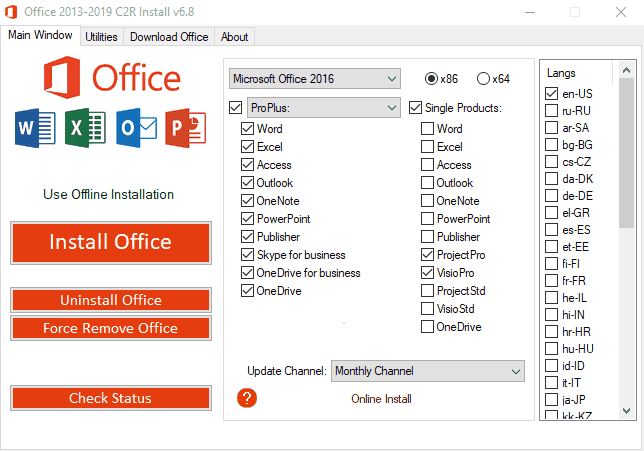 Office 2013-2019 C2R Install v6.8
Main Window Utilities Download Office About
Office
W X O P
Use Offline Installation
Install Office
Uninstall Office
Force Remove Office
Check Status
Microsoft Office 2016 x86 x64
ProPlus:
Word
Excel
Access
Outlook
OneNote
PowerPoint
Publisher
Skype for business
OneDrive for business
OneDrive
Single Products:
Word
Excel
Access
Outlook
OneNote
PowerPoint
Publisher
ProjectPro
VisioPro
ProjectStd
VisioStd
OneDrive
Update Channel: Monthly Channel
? Online Install
Langs
en-US
ru-RU
ar-SA
bg-BG
cs-CZ
da-DK
de-DE
el-GR
es-ES
et-EE
fi-FI
fr-FR
he-IL
hi-IN
hr-HR
hu-HU
id-ID
it-IT
ja-JP
kk-KZ